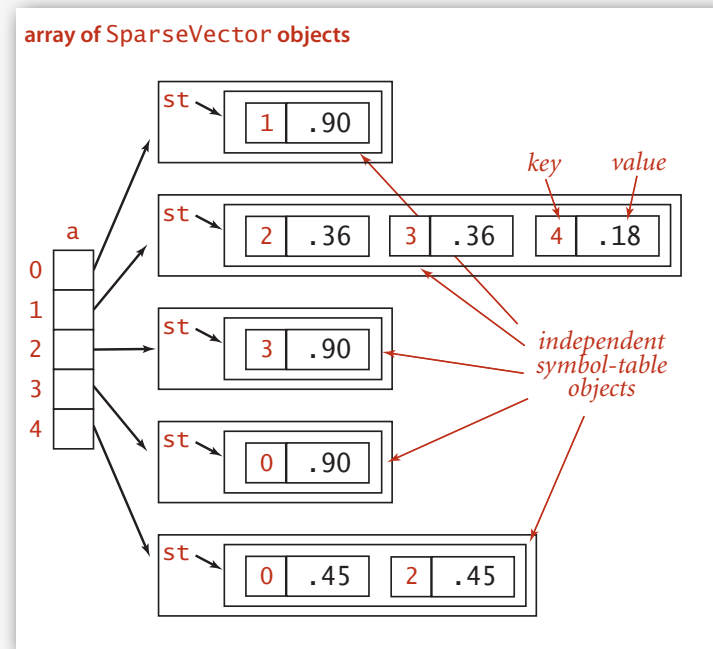 array of SparseVector objects
st
1 .90
key value
st
2 .36 3 .36 4 .18
a
0
1
2
3
4
st
3 .90
independent
symbol-table
objects
st
0 .90
st
0 .45 2 .45